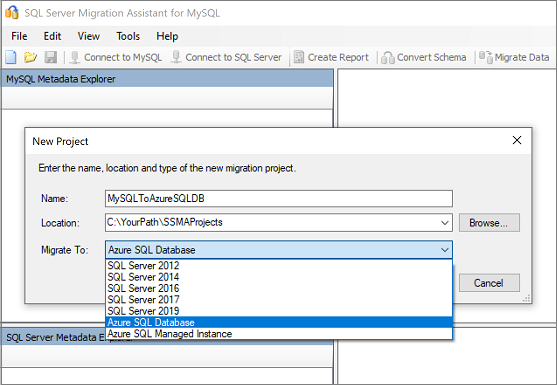 SQL Server Migration Assistant for MySQL
File Edit View Tools Help
Connect to MySQL Connect to SQL Server Create Report Convert Schema Migrate Data
MySQL Metadata Explorer
New Project
Enter the name, location and type of the new migration project.
Name: MySQLToAzureSQLDB
Location: C:\YourPath\SSMAProjects Browse...
Migrate To: Azure SQL Database
SQL Server 2012
SQL Server 2014
SQL Server 2016 Cancel
SQL Server 2017
SQL Server 2019
Azure SQL Database
Azure SQL Managed Instance
SQL Server Metadata Explorer